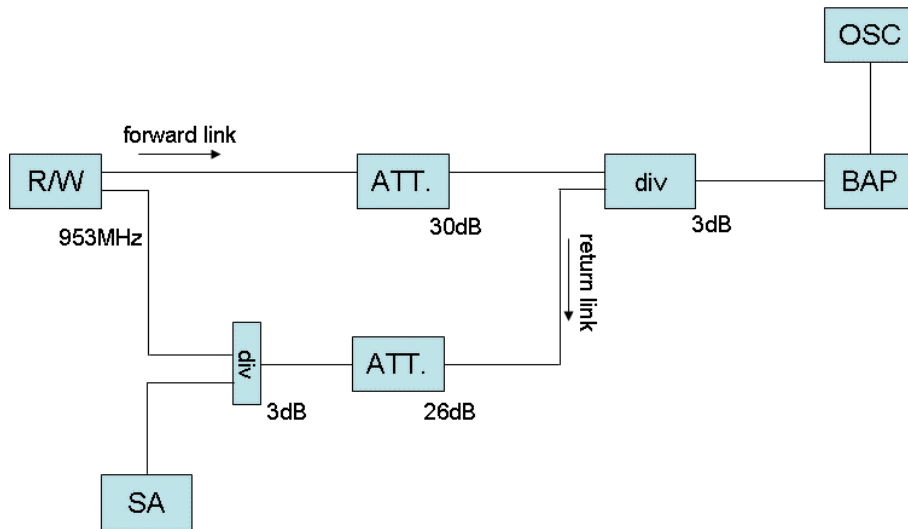 OSC
forward link
R/W
ATT.
div
BAP
30dB
3dB
953MHz
return link
div
ATT.
3dB
26dB
SA